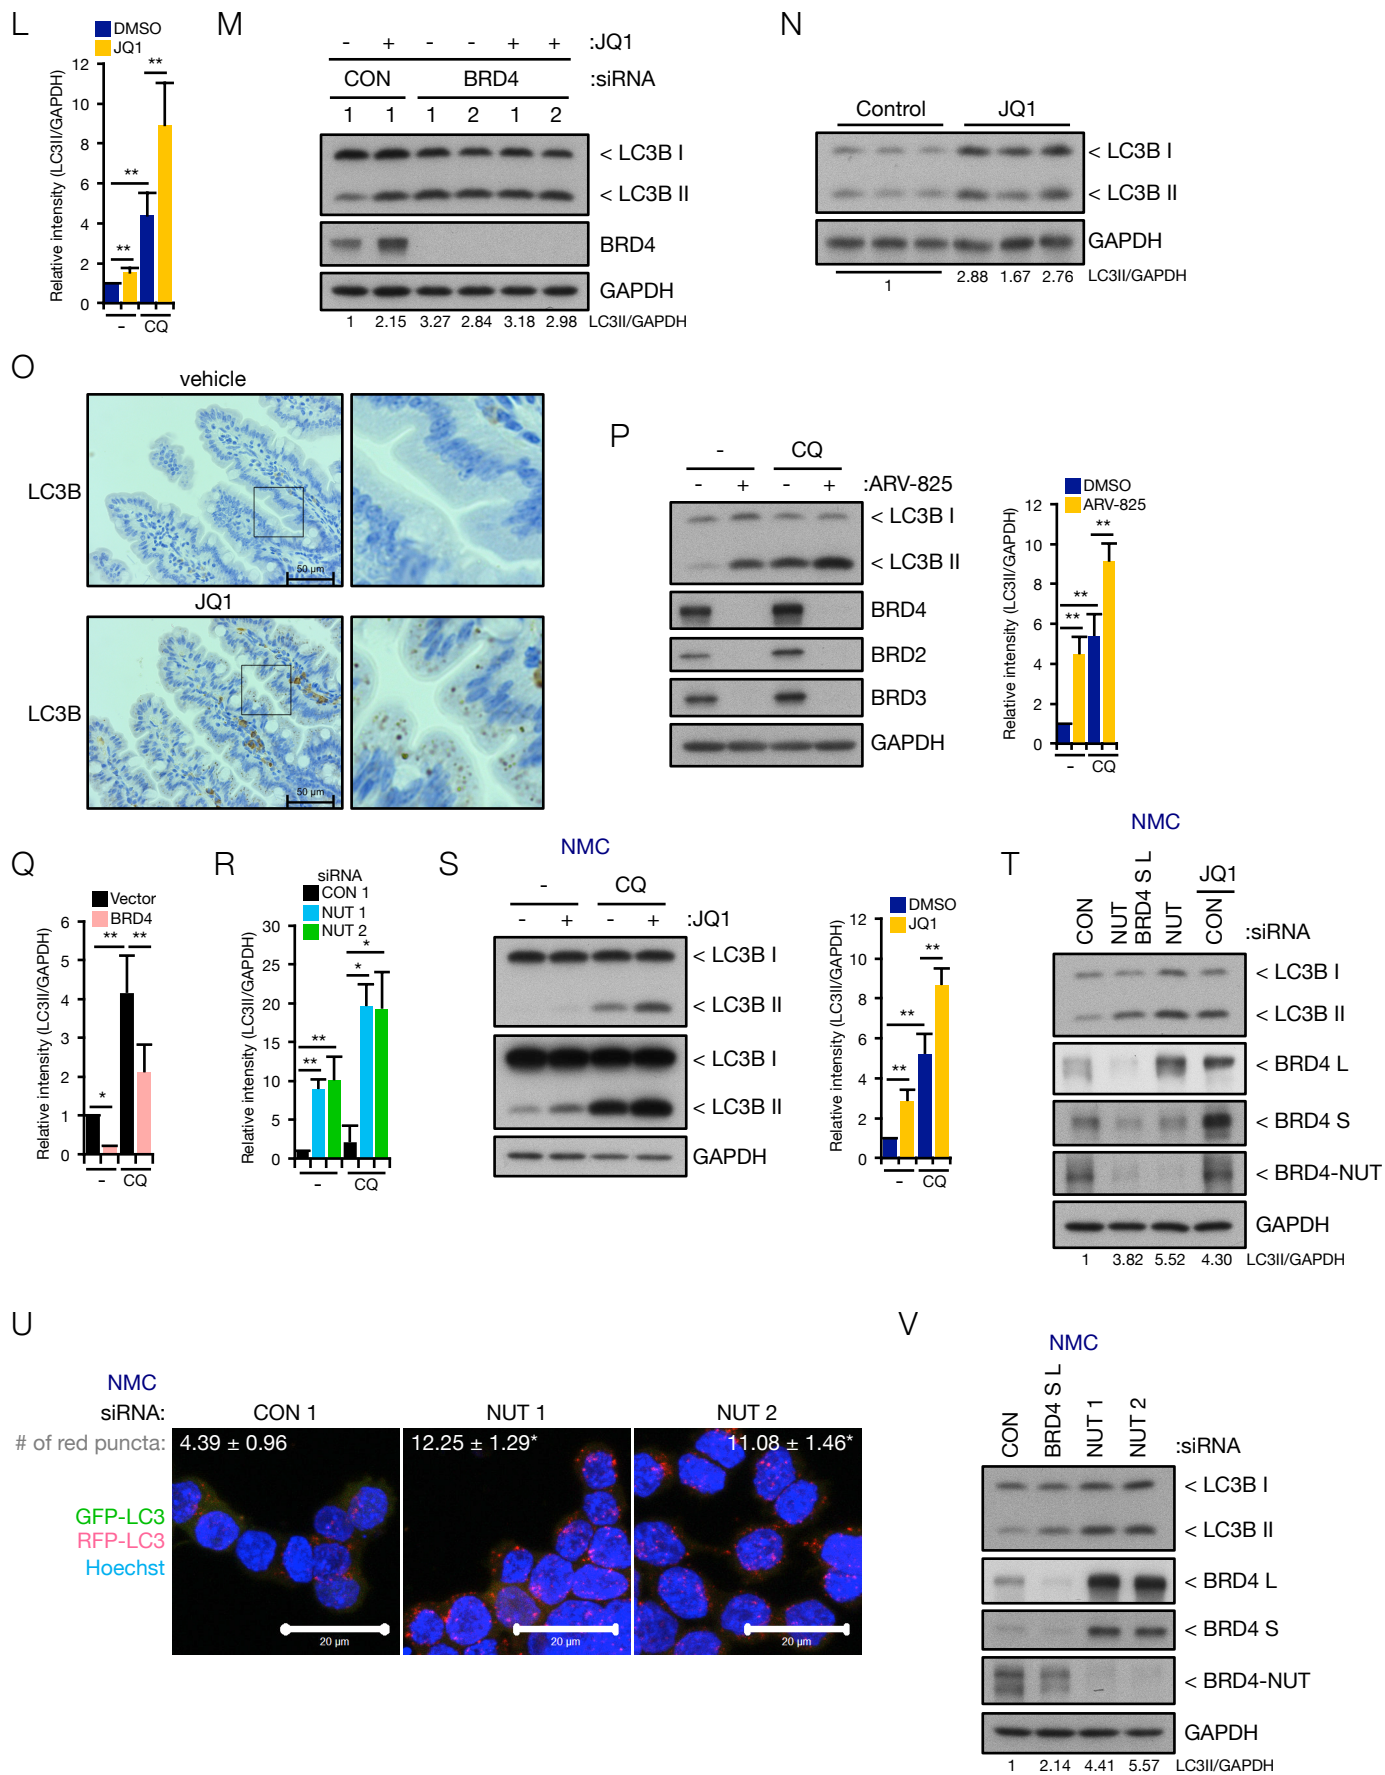 L
DMSO
JQ1
Relative intensity (LC3II/GAPDH)
12
10
8
6
4
2
0
**
**
**
-
CQ
M
- + - - + + :JQ1
CON BRD4 :siRNA
1 1 1 2 1 2
< LC3B I
< LC3B II
BRD4
GAPDH
1 2.15 3.27 2.84 3.18 2.98 LC3II/GAPDH
N
Control JQ1
< LC3B I
< LC3B II
GAPDH
1 2.88 1.67 2.76 LC3II/GAPDH
O
vehicle
LC3B
50 µm
JQ1
LC3B
50 µm
P
- CQ
- + - + :ARV-825
< LC3B I
< LC3B II
BRD4
BRD2
BRD3
GAPDH
DMSO
ARV-825
Relative intensity (LC3II/GAPDH)
12
10
8
6
4
2
0
**
**
**
-
CQ
Q
Vector
BRD4
Relative intensity (LC3II/GAPDH)
6
5
4
3
2
1
0
** **
*
-
CQ
R
siRNA
CON 1
NUT 1
NUT 2
Relative intensity (LC3II/GAPDH)
30
25
20
15
10
5
0
*
*
**
**
-
CQ
S
NMC
- CQ
- + - + :JQ1
< LC3B I
< LC3B II
< LC3B I
< LC3B II
GAPDH
DMSO
JQ1
Relative intensity (LC3II/GAPDH)
12
10
8
6
4
2
0
**
**
**
-
CQ
T
NMC
JQ1
CON
NUT
BRD4 S L
NUT
CON
:siRNA
< LC3B I
< LC3B II
< BRD4 L
< BRD4 S
< BRD4-NUT
GAPDH
1 3.82 5.52 4.30 LC3II/GAPDH
U
NMC
siRNA: CON 1 NUT 1 NUT 2
# of red puncta: 4.39 ± 0.96 12.25 ± 1.29* 11.08 ± 1.46*
GFP-LC3
RFP-LC3
Hoechst
20 µm 20 µm 20 µm
V
NMC
CON
BRD4 S L
NUT 1
NUT 2
:siRNA
< LC3B I
< LC3B II
< BRD4 L
< BRD4 S
< BRD4-NUT
GAPDH
1 2.14 4.41 5.57 LC3II/GAPDH